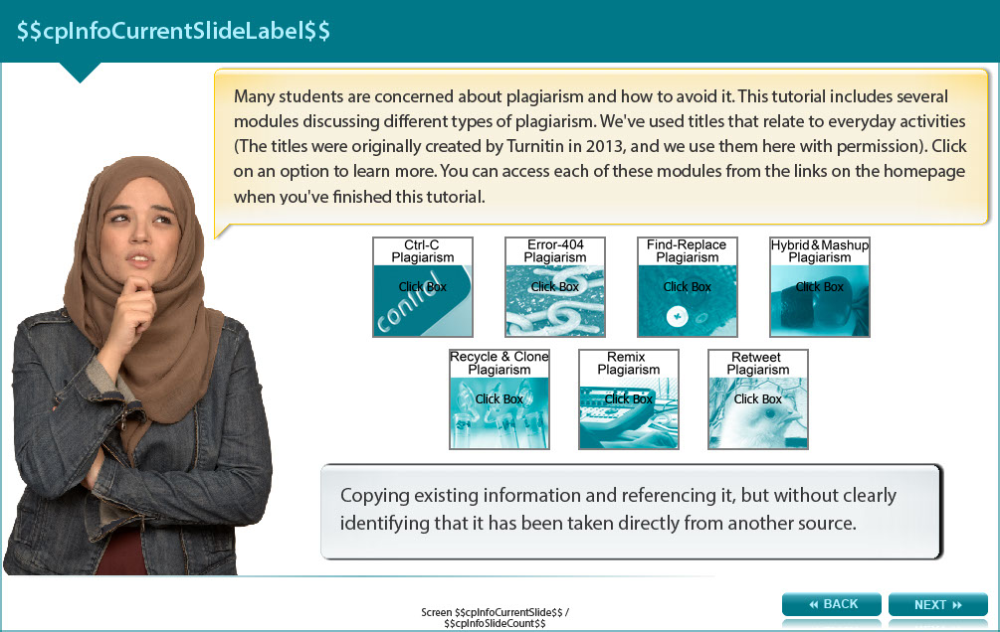 $$cpInfoCurrentSlideLabel$$
Many students are concerned about plagiarism and how to avoid it. This tutorial includes several
modules discussing different types of plagiarism. We've used titles that relate to everyday activities
(The titles were originally created by Turnitin in 2013, and we use them here with permission). Click
on an option to learn more. You can access each of these modules from the links on the homepage
when you've finished this tutorial.
Ctrl-C
Plagiarism
Click Box
control
Error-404
Plagiarism
Click Box
Find-Replace
Plagiarism
Click Box
Hybrid & Mashup
Plagiarism
Click Box
Recycle & Clone
Plagiarism
Click Box
Remix
Plagiarism
Click Box
Retweet
Plagiarism
Click Box
Copying existing information and referencing it, but without clearly
identifying that it has been taken directly from another source.
Screen $$cpInfoCurrentSlide$$ /
$$cpInfoSlideCount$$
BACK
NEXT